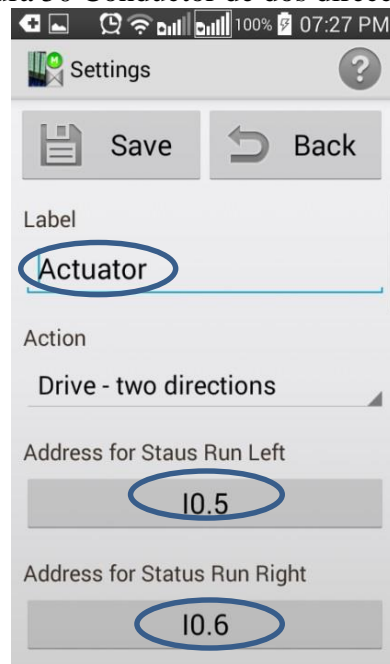 100% 07:27 PM
Settings
?
Save Back
Label
Actuator
Action
Drive - two directions
Address for Staus Run Left
I0.5
Address for Status Run Right
I0.6